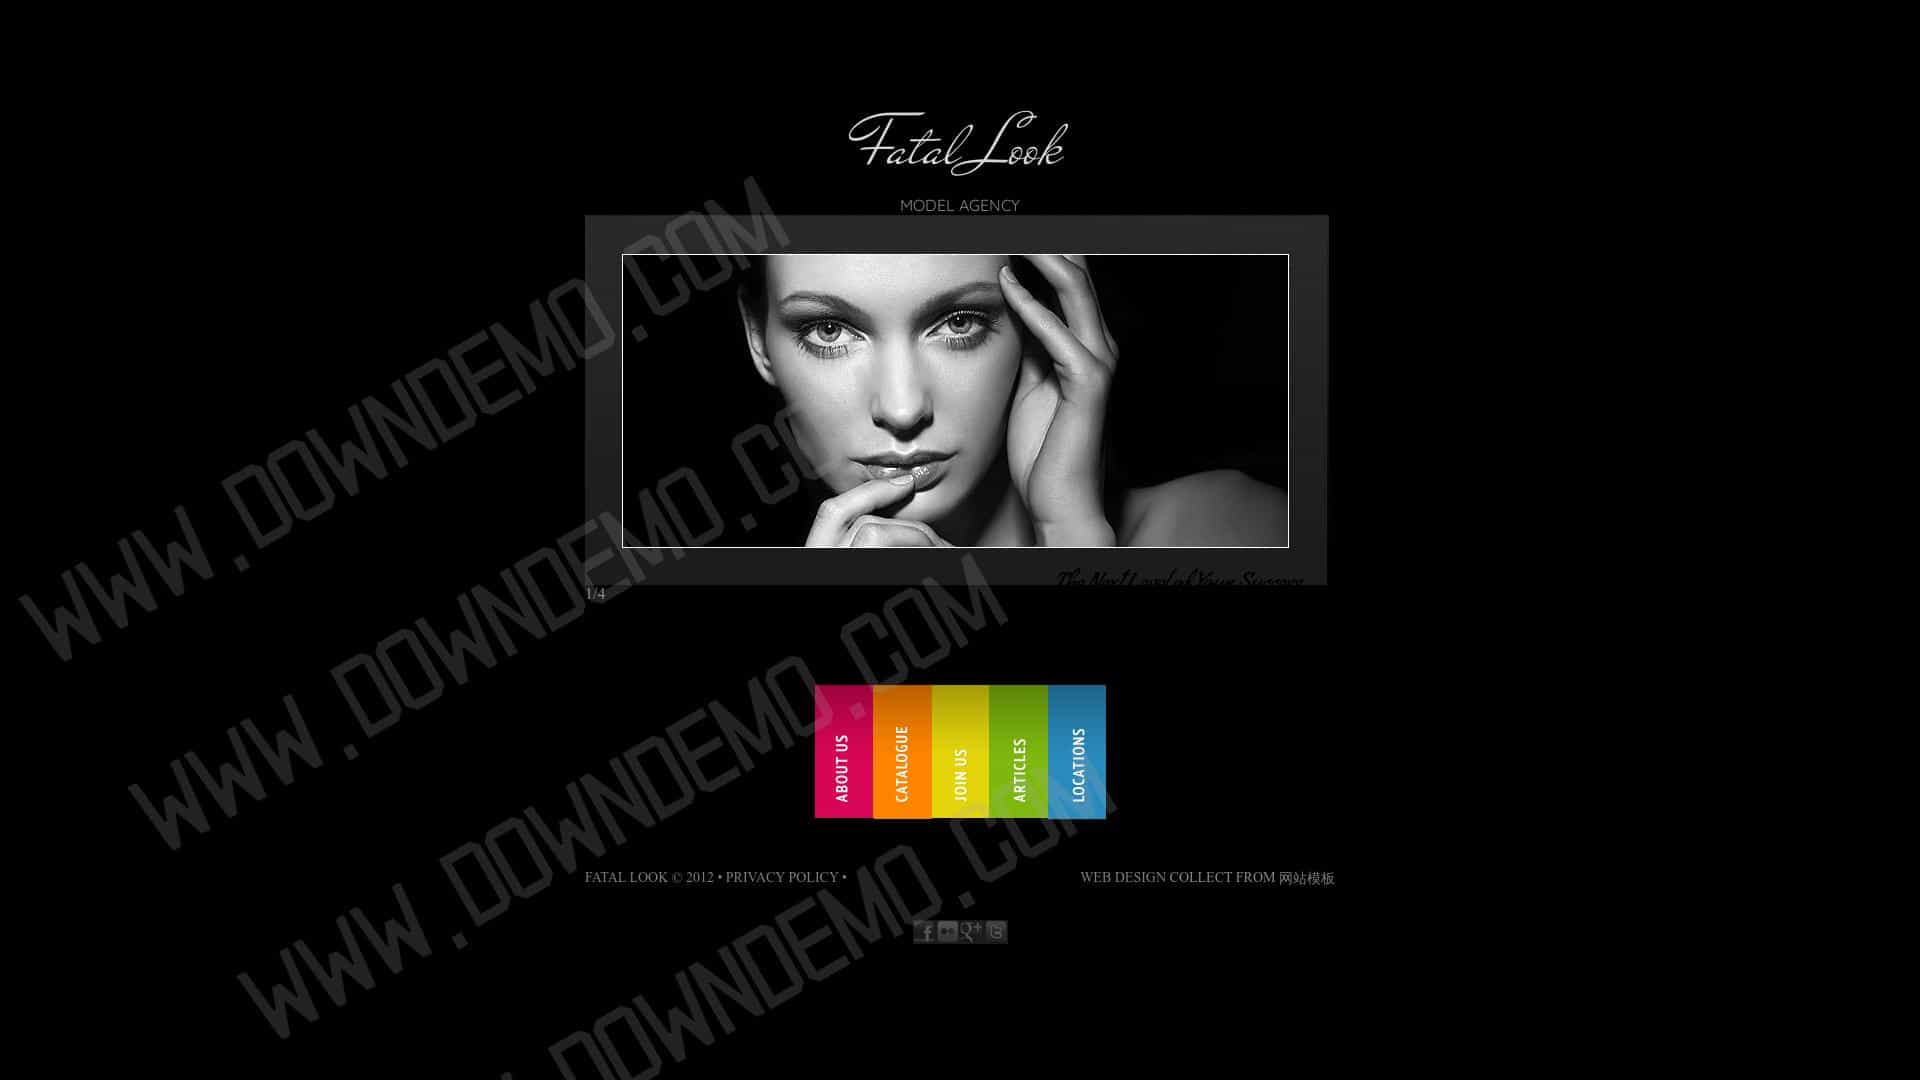 Fatal Look
MODEL AGENCY
The Next Level of Your Success
1/4
ABOUT US
CATALOGUE
JOIN US
ARTICLES
LOCATIONS
FATAL LOOK © 2012 • PRIVACY POLICY •
WEB DESIGN COLLECT FROM 网站模板
WWW.DOWNDEMO.COM
WWW.DOWNDEMO.COM
WWW.DOWNDEMO.COM
DOWNDEMO.COM